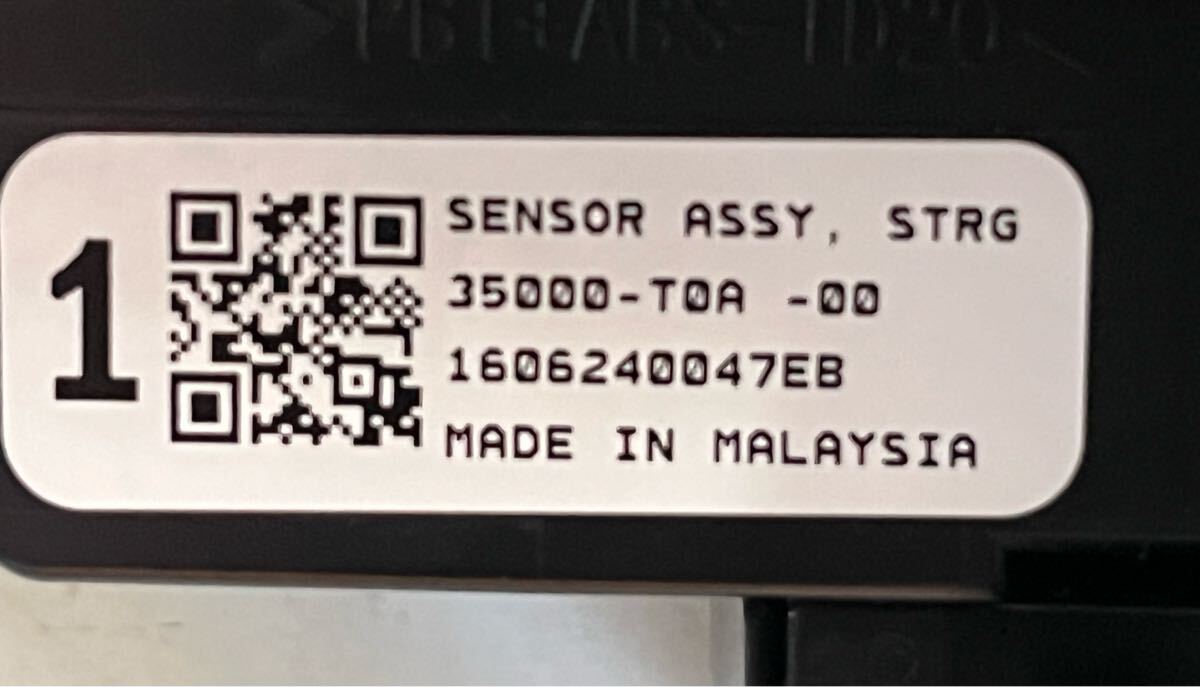 1
SENSOR ASSY, STRG
35000-T0A -00
1606240047EB
MADE IN MALAYSIA